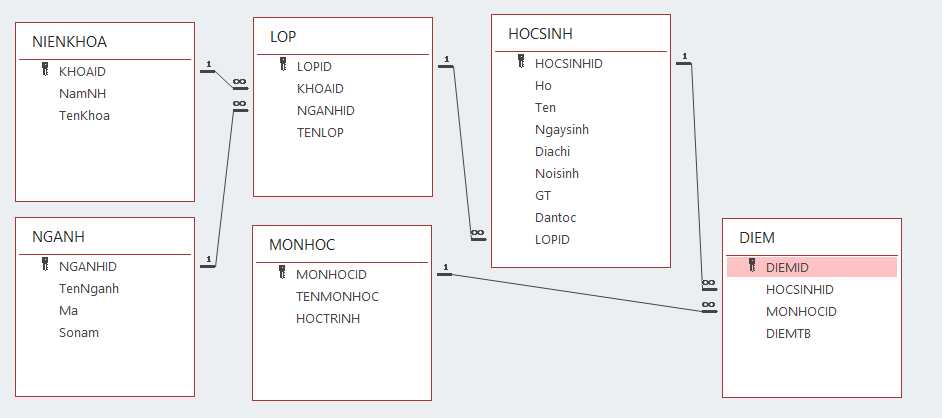 NIENKHOA
KHOAID
NamNH
TenKhoa
LOP
LOPID
KHOAID
NGANHID
TENLOP
HOCSINH
HOCSINHID
Ho
Ten
Ngaysinh
Diachi
Noisinh
GT
Dantoc
LOPID
NGANH
NGANHID
TenNganh
Ma
Sonam
MONHOC
MONHOCID
TENMONHOC
HOCTRINH
DIEM
DIEMID
HOCSINHID
MONHOCID
DIEMTB
1
∞
∞
1
1
∞
1
∞
1
∞